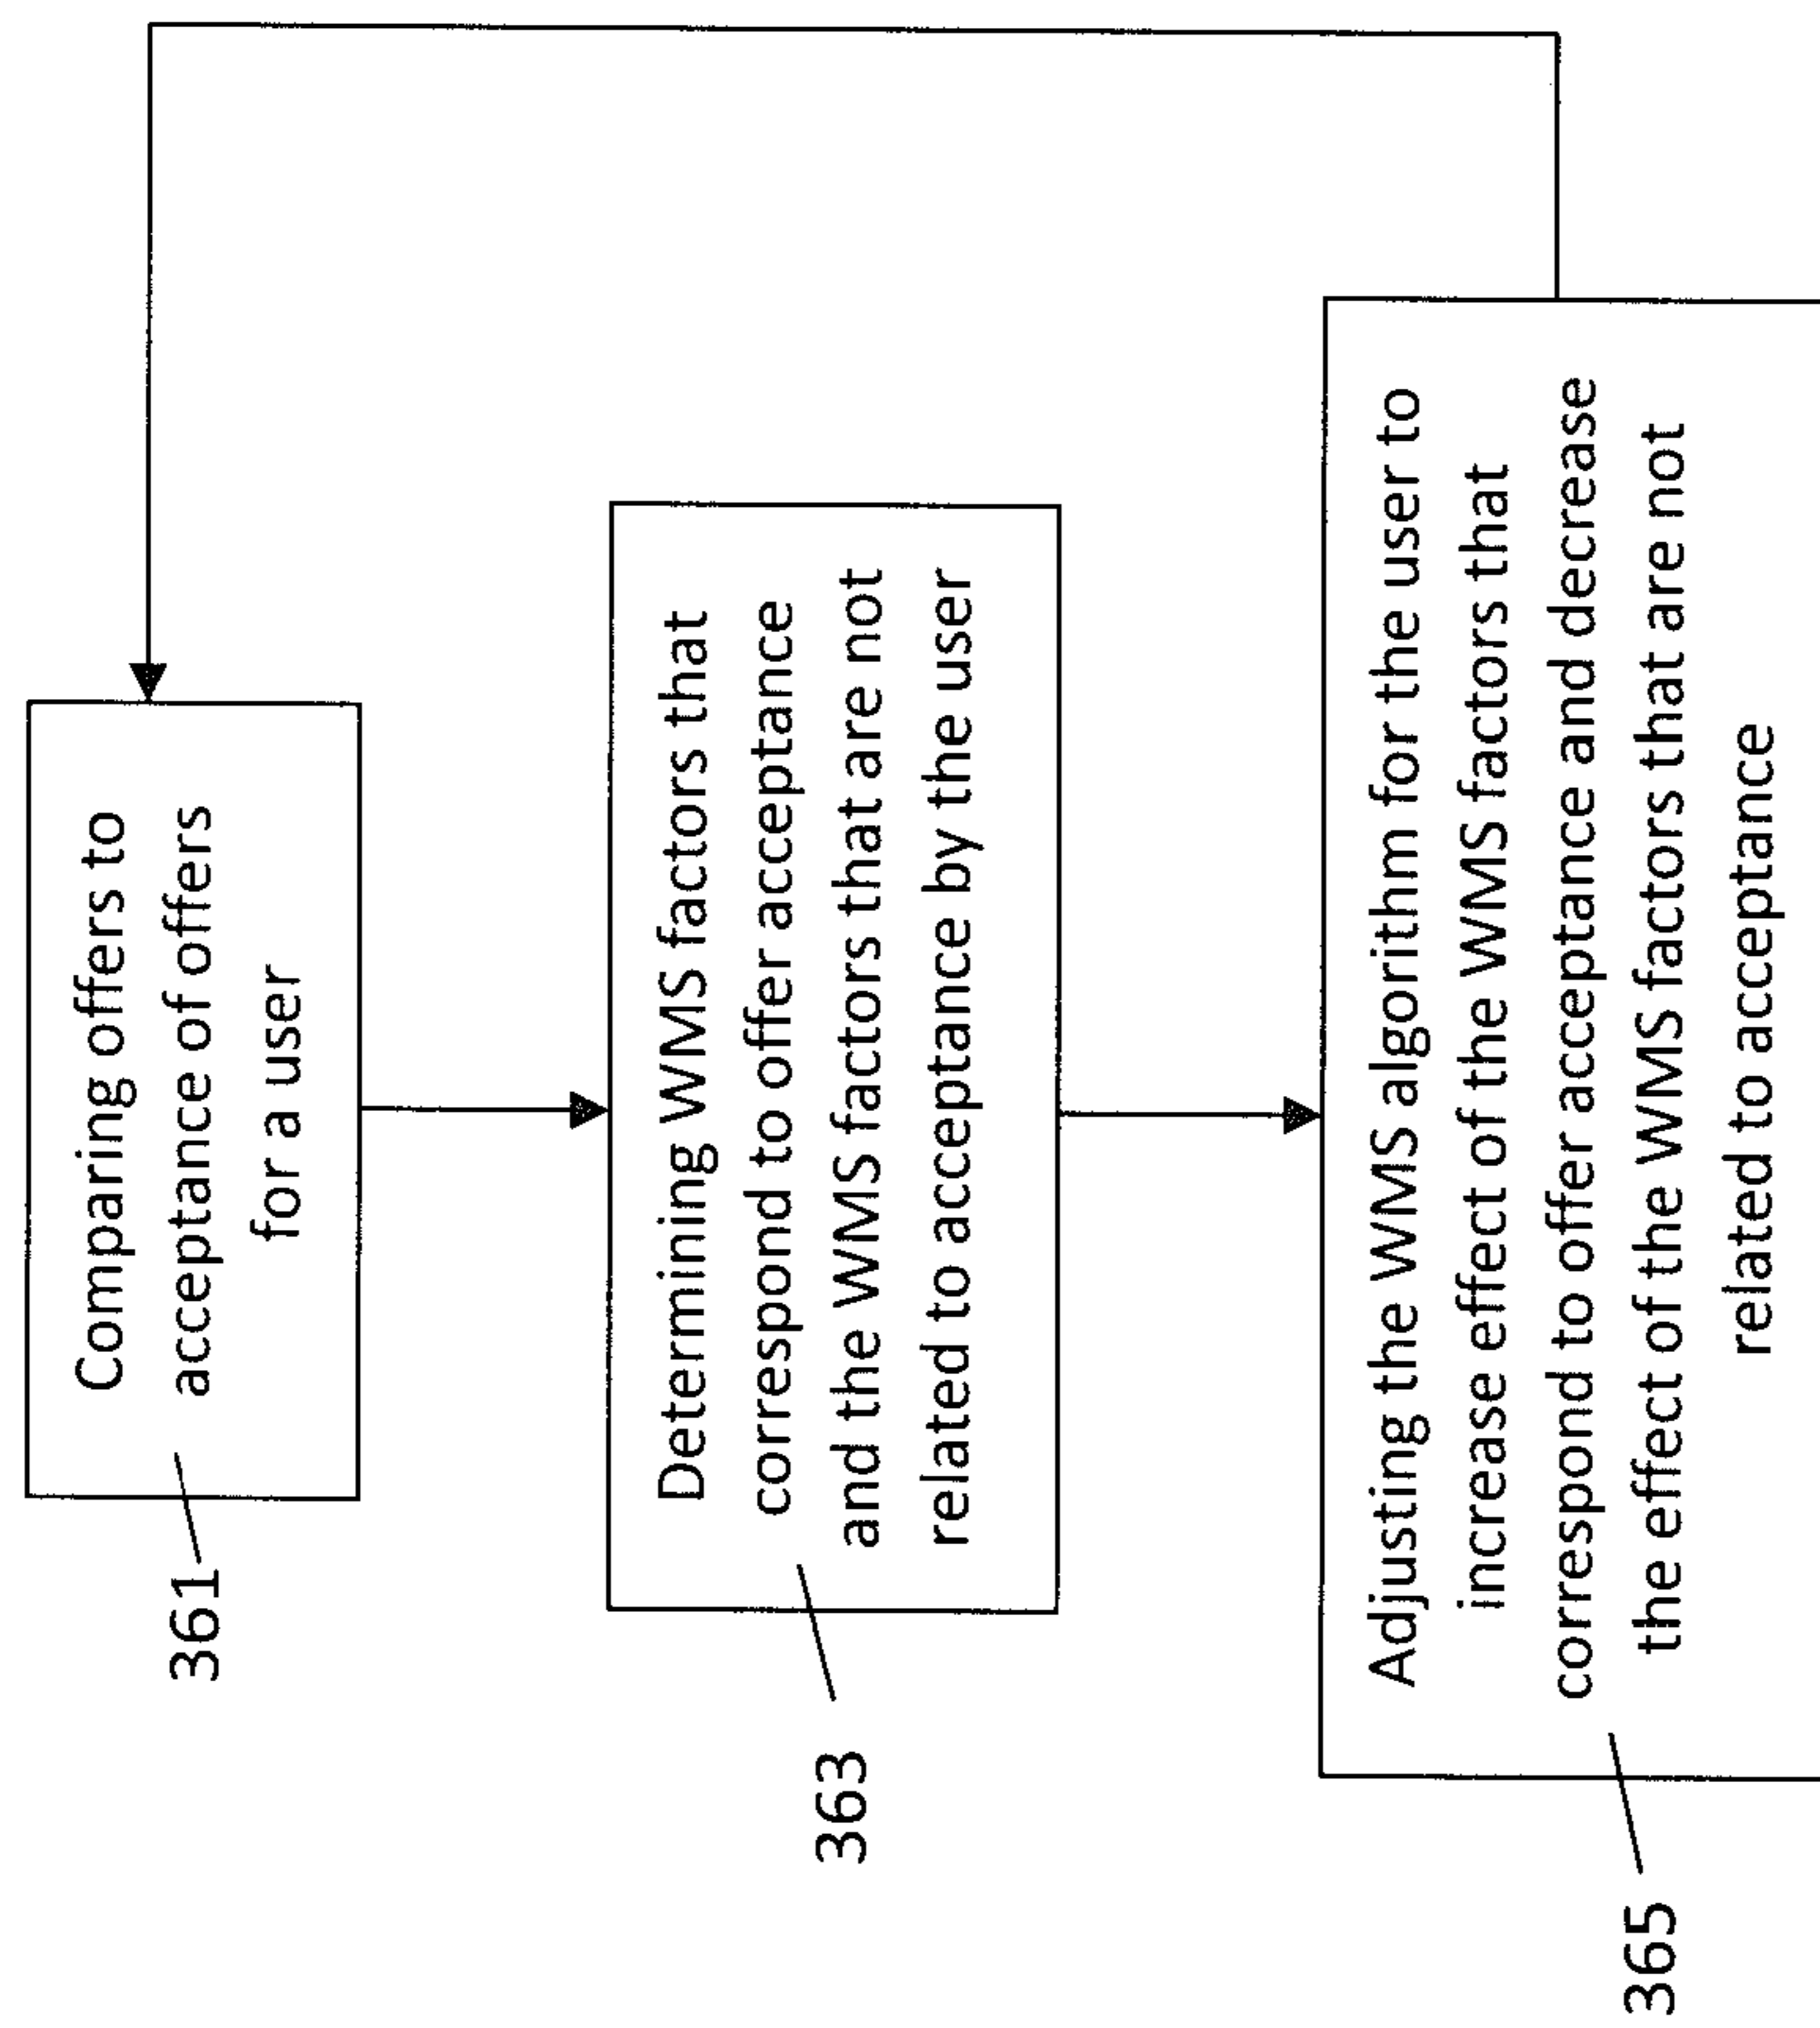 Comparing offers to
acceptance of offers
for a user
361
Determining WMS factors that
correspond to offer acceptance
and the WMS factors that are not
related to acceptance by the user
363
Adjusting the WMS algorithm for the user to
increase effect of the WMS factors that
correspond to offer acceptance and decrease
the effect of the WMS factors that are not
related to acceptance
365